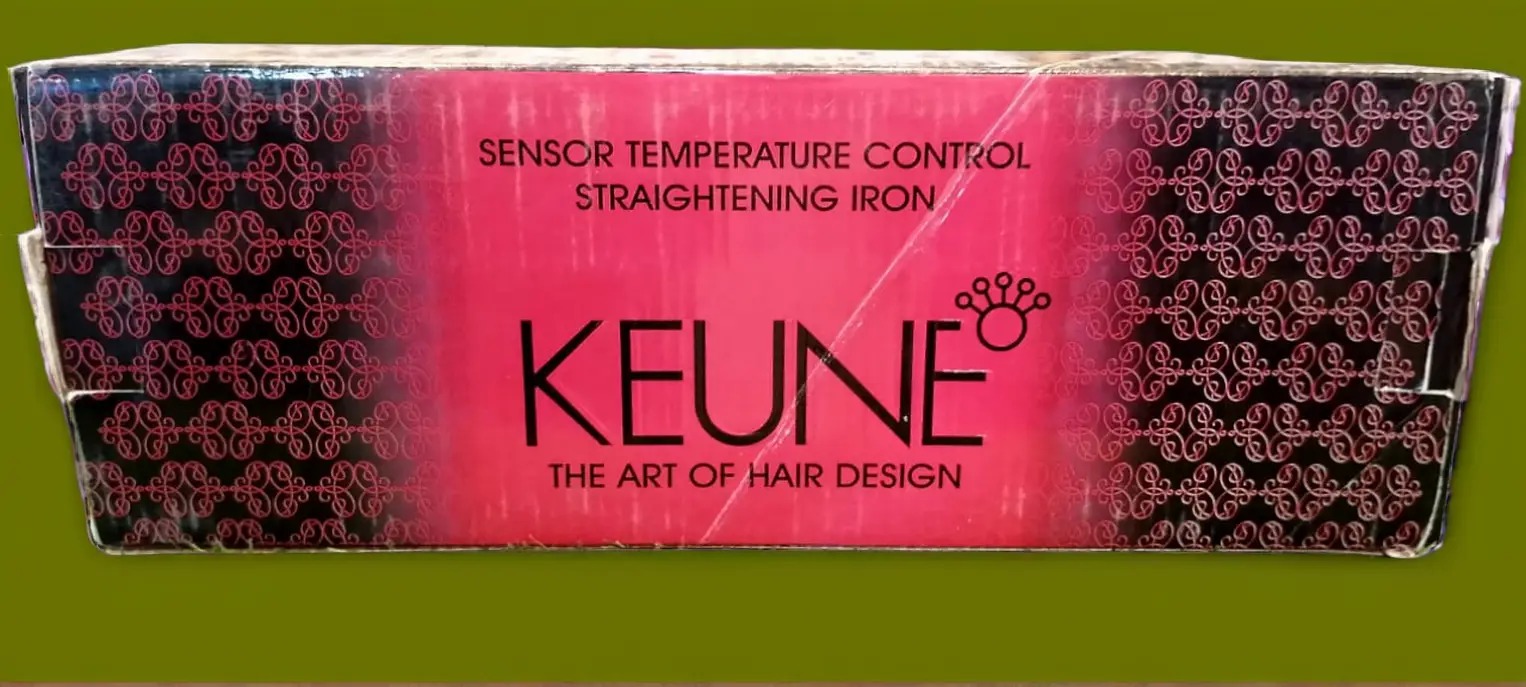 SENSOR TEMPERATURE CONTROL
STRAIGHTENING IRON
KEUNE
THE ART OF HAIR DESIGN